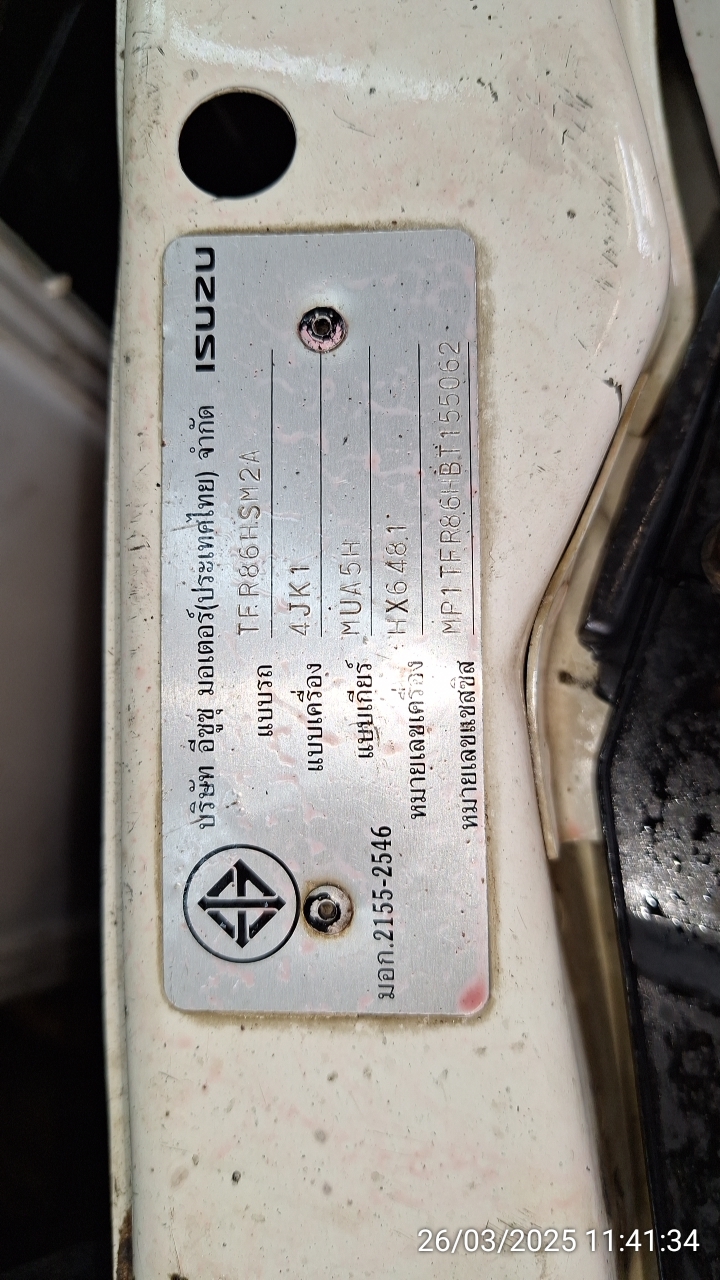 บริษัท อีซูซุ มอเตอร์(ประเทศไทย) จำกัด ISUZU
แบบรถ TFR86HSM2A
แบบเครื่อง 4JK1
แบบเกียร์ MUA5H
หมายเลขเครื่อง HX6481
หมายเลขแชสซิส MP1TFR86HBT155062
มอก.2155-2546
26/03/2025 11:41:34